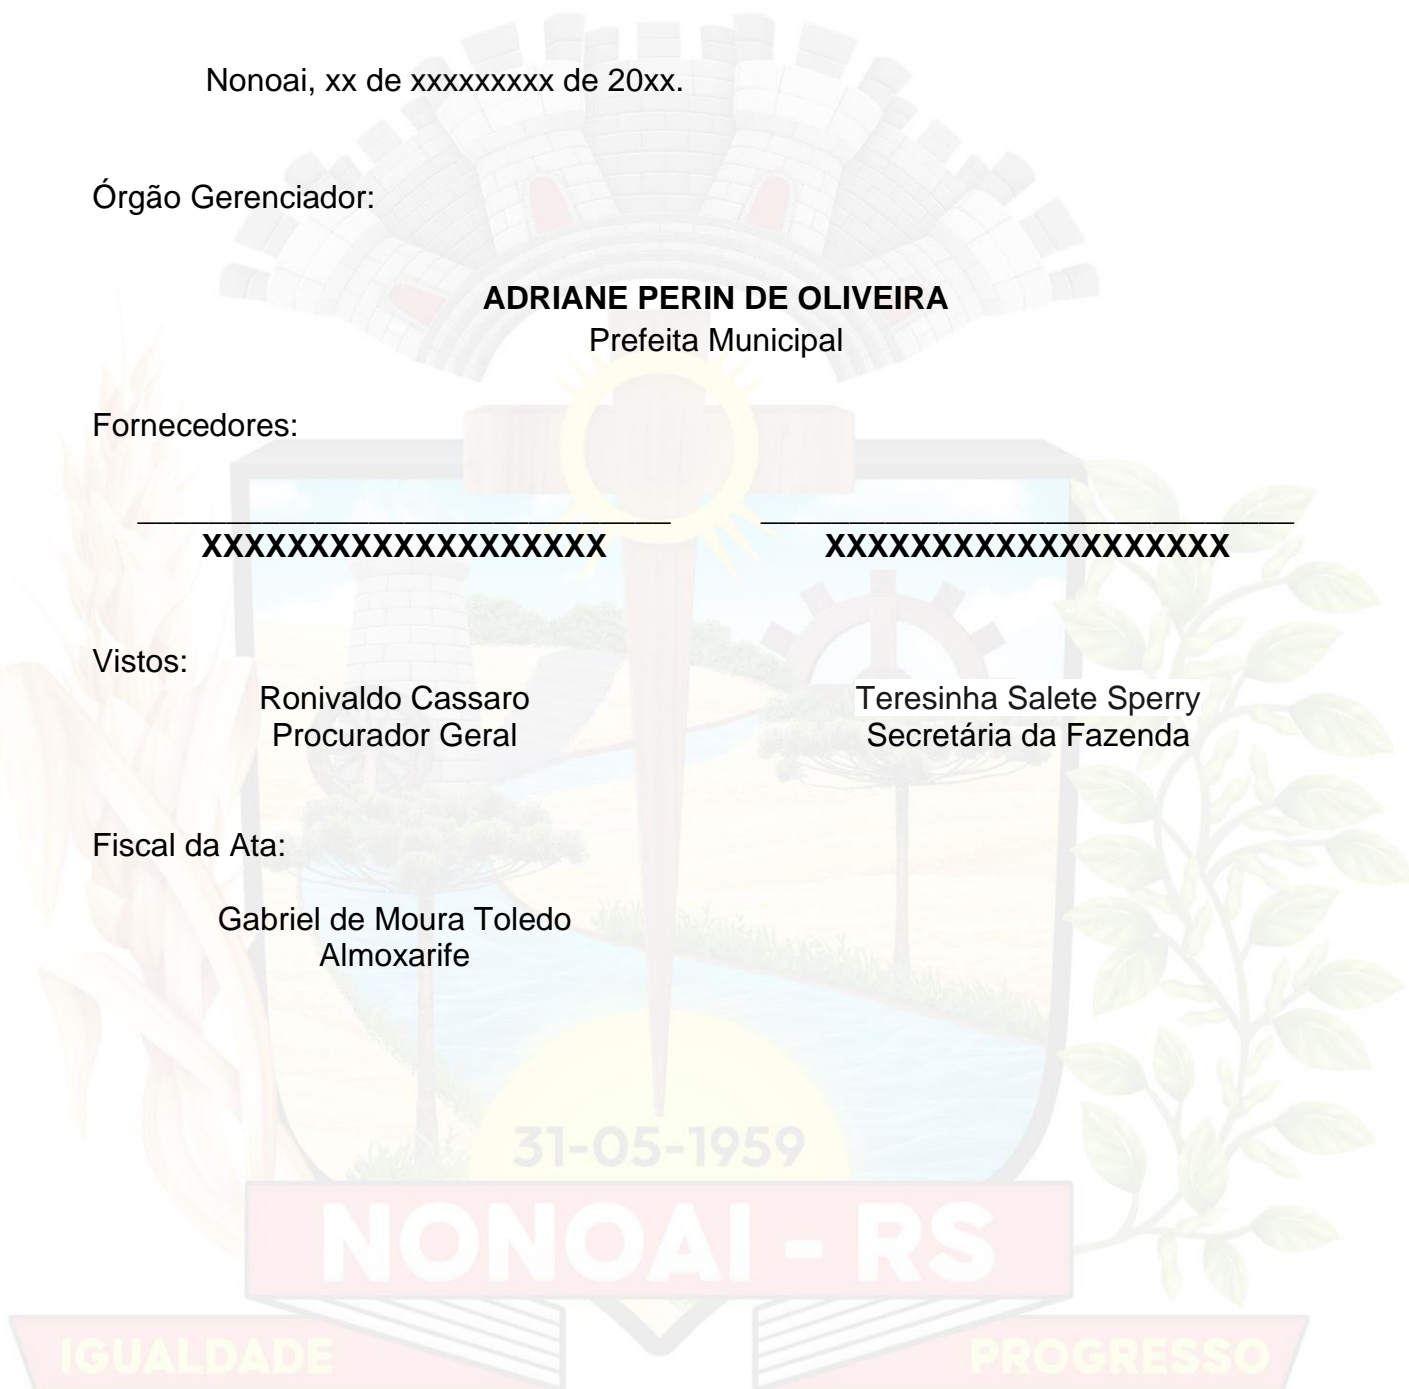 Nonoai, xx de xxxxxxxxx de 20xx.
Órgão Gerenciador:
ADRIANE PERIN DE OLIVEIRA
Prefeita Municipal
Fornecedores:
______________________________ ______________________________
XXXXXXXXXXXXXXXXXXX XXXXXXXXXXXXXXXXXXX
Vistos:
Ronivaldo Cassaro Teresinha Salete Sperry
Procurador Geral Secretária da Fazenda
Fiscal da Ata:
Gabriel de Moura Toledo
Almoxarife
31-05-1959
NONOAI - RS
IGUALDADE PROGRESSO